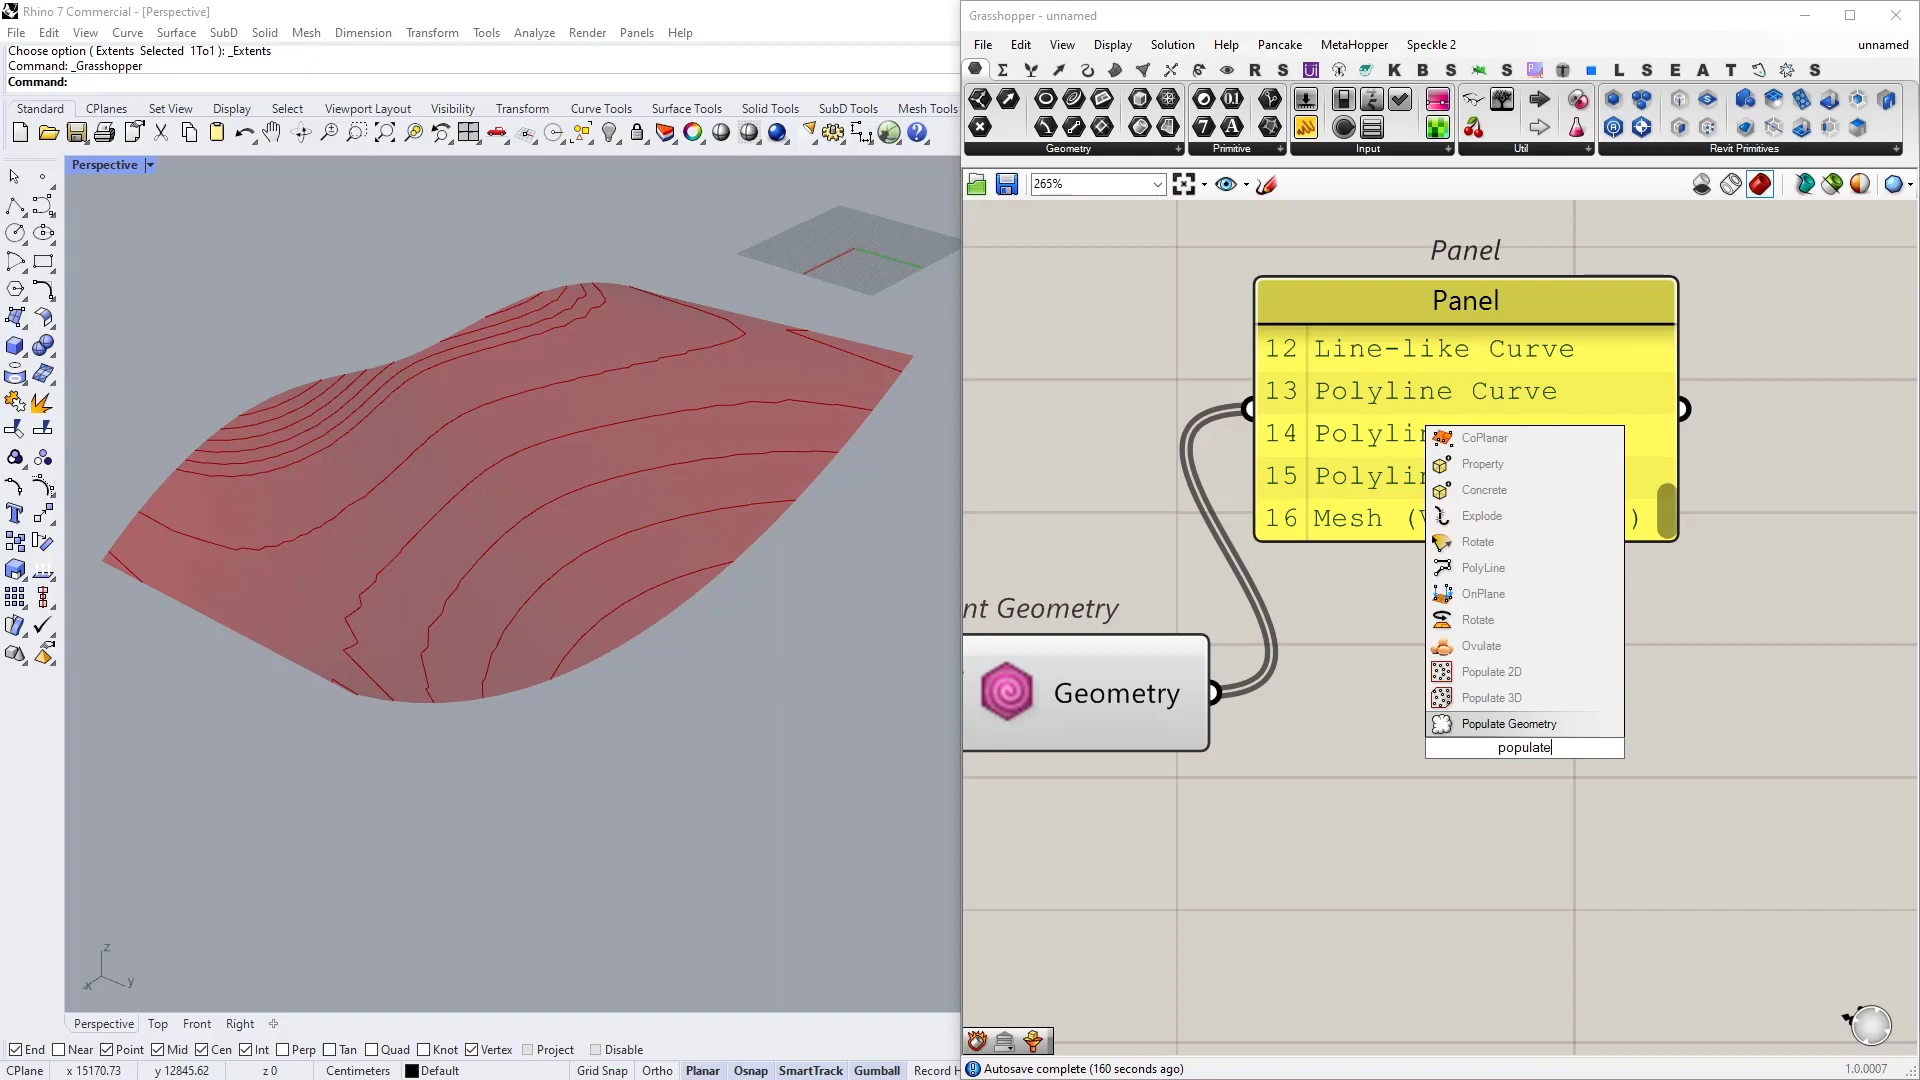 Rhino 7 Commercial - [Perspective]
File Edit View Curve Surface SubD Solid Mesh Dimension Transform Tools Analyze Render Panels Help
Choose option ( Extents Selected 1To1 ): _Extents
Command: _Grasshopper
Command:
Standard CPlanes Set View Display Select Viewport Layout Visibility Transform Curve Tools Surface Tools Solid Tools SubD Tools Mesh Tools
Perspective
z
y
x
Perspective Top Front Right
End Near Point Mid Cen Int Perp Tan Quad Knot Vertex Project Disable
CPlane x 15170.73 y 12845.62 z 0 Centimeters Default Grid Snap Ortho Planar Osnap SmartTrack Gumball Record H
Grasshopper - unnamed
File Edit View Display Solution Help Pancake MetaHopper Speckle 2 unnamed
R S K B S S L S E A T S
Geometry Primitive Input Util Revit Primitives
265%
Panel
Panel
12 Line-like Curve
13 Polyline Curve
14 Polylin
15 Polylin
16 Mesh (V )
CoPlanar
Property
Concrete
Explode
Rotate
PolyLine
OnPlane
Rotate
Ovulate
Populate 2D
Populate 3D
Populate Geometry
populate
nt Geometry
Geometry
Autosave complete (160 seconds ago)
1.0.0007